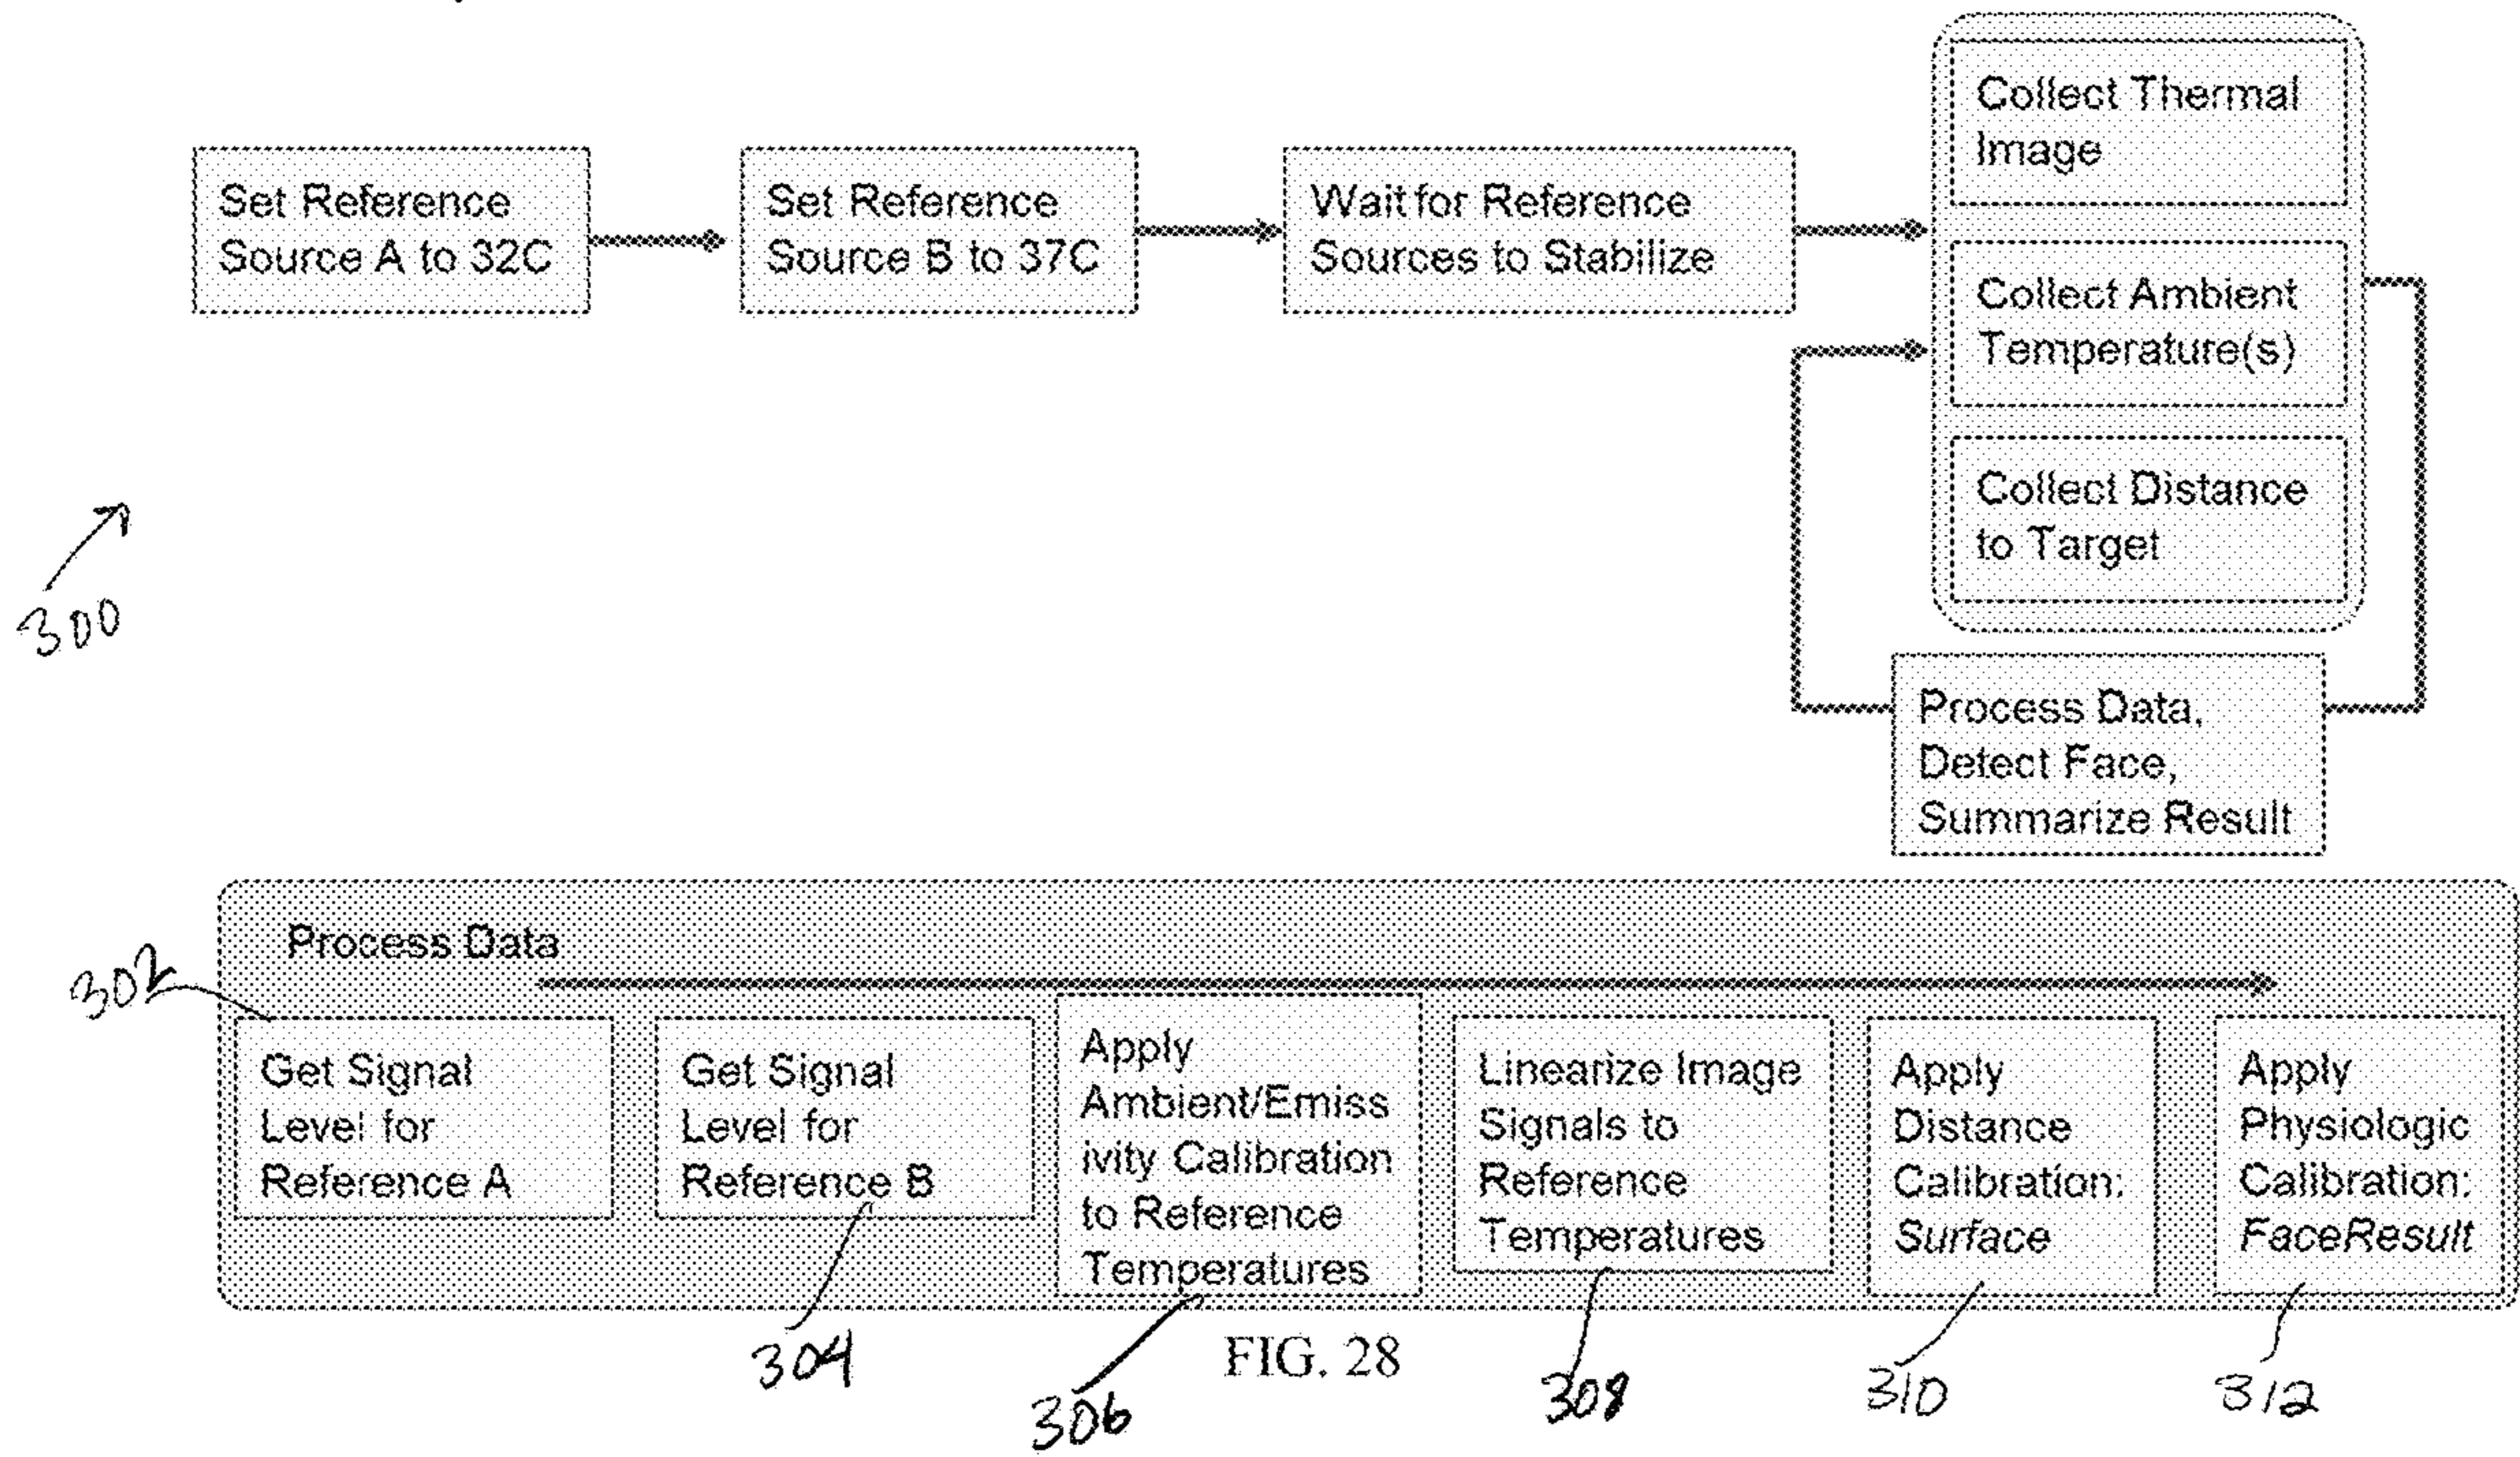 Set Reference
Source A to 32C
Set Reference
Source B to 37C
Wait for Reference
Sources to Stabilize
Collect Thermal
Image
Collect Ambient
Temperature(s)
Collect Distance
to Target
300
Process Data,
Detect Face,
Summarize Result
Process Data
302
Get Signal
Level for
Reference A
Get Signal
Level for
Reference B
Apply
Ambient/Emiss
ivity Calibration
to Reference
Temperatures
Linearize Image
Signals to
Reference
Temperatures
Apply
Distance
Calibration:
Surface
Apply
Physiologic
Calibration:
FaceResult
304
306
FIG. 28
308
310
312